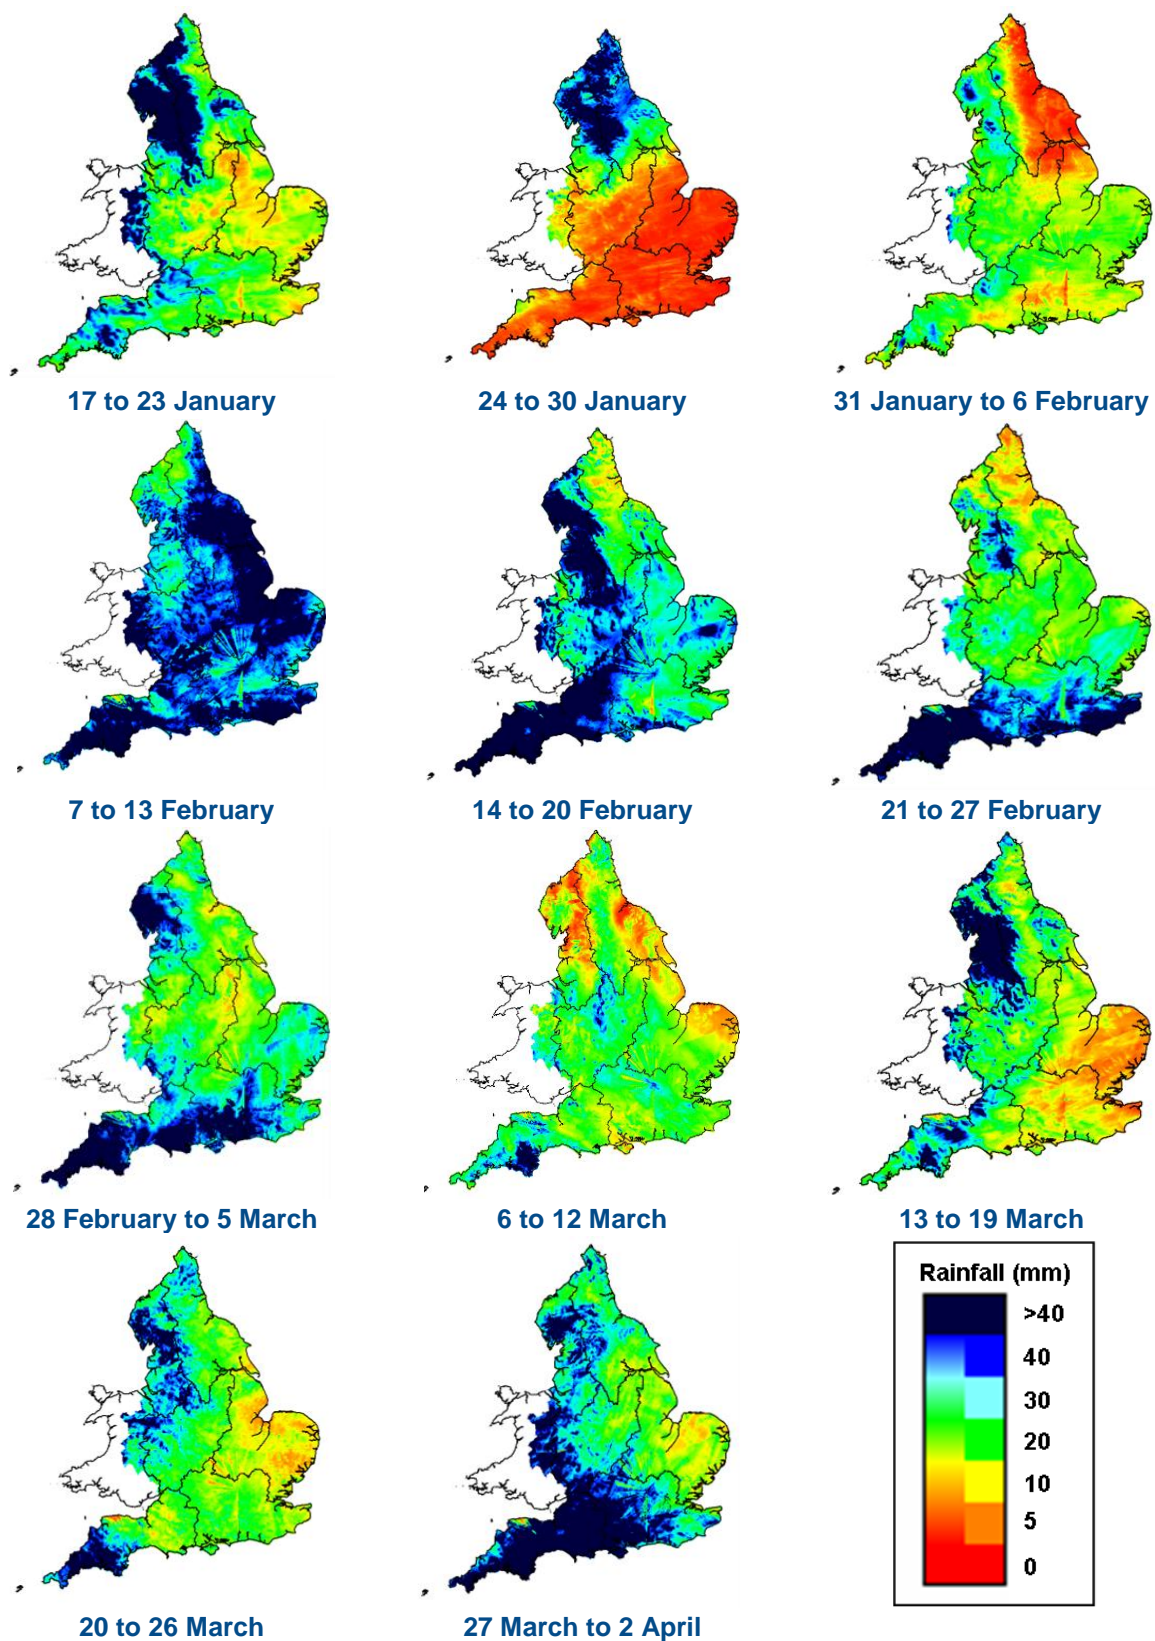 17 to 23 January
24 to 30 January
31 January to 6 February
7 to 13 February
14 to 20 February
21 to 27 February
28 February to 5 March
6 to 12 March
13 to 19 March
Rainfall (mm)
>40
40
30
20
10
5
0
20 to 26 March
27 March to 2 April